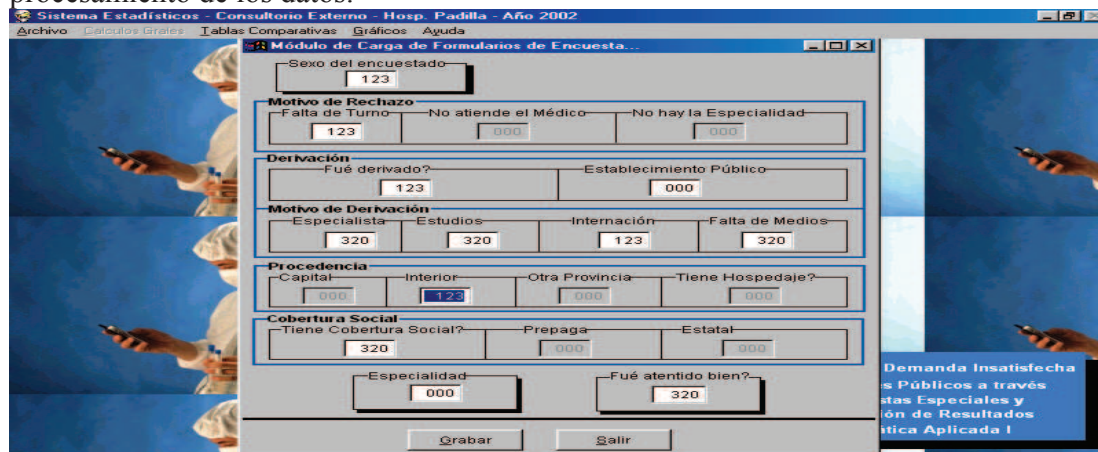 procesamiento de los datos.
Sistema Estadísticos - Consultorio Externo - Hosp. Padilla - Año 2002
Archivo Calculos Grales Tablas Comparativas Gráficos Ayuda
Módulo de Carga de Formularios de Encuesta...
Sexo del encuestado
123
Motivo de Rechazo
Falta de Turno No atiende el Médico No hay la Especialidad
123 000 000
Derivación
Fué derivado? Establecimiento Público
123 000
Motivo de Derivación
Especialista Estudios Internación Falta de Medios
320 320 123 320
Procedencia
Capital Interior Otra Provincia Tiene Hospedaje?
000 123 000 000
Cobertura Social
Tiene Cobertura Social? Prepaga Estatal
320 000 000
Especialidad Fué atentido bien?
000 320
Grabar Salir
Demanda Insatisfecha
s Públicos a través
stas Especiales y
ión de Resultados
ática Aplicada I